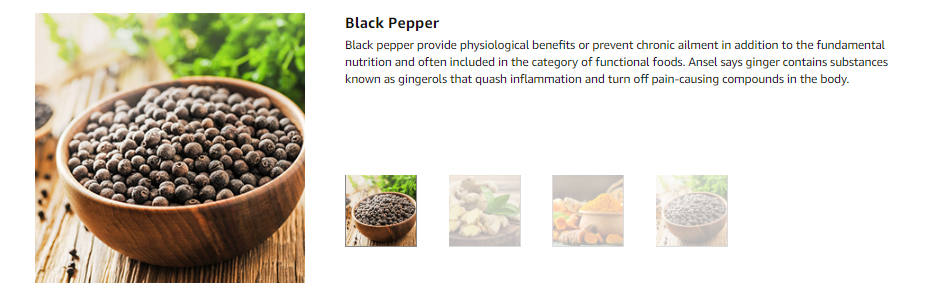 Black Pepper
Black pepper provide physiological benefits or prevent chronic ailment in addition to the fundamental
nutrition and often included in the category of functional foods. Ansel says ginger contains substances
known as gingerols that quash inflammation and turn off pain-causing compounds in the body.